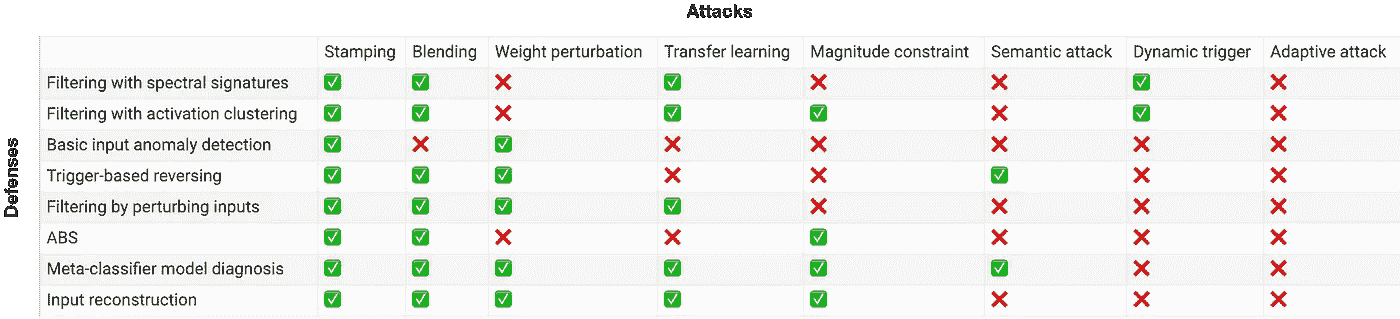 Attacks
Stamping Blending Weight perturbation Transfer learning Magnitude constraint Semantic attack Dynamic trigger Adaptive attack
Defenses
Filtering with spectral signatures ✅ ✅ ❌ ✅ ❌ ❌ ✅ ❌
Filtering with activation clustering ✅ ✅ ❌ ✅ ✅ ❌ ✅ ❌
Basic input anomaly detection ✅ ❌ ✅ ❌ ❌ ❌ ❌ ❌
Trigger-based reversing ✅ ✅ ✅ ❌ ❌ ✅ ❌ ❌
Filtering by perturbing inputs ✅ ✅ ✅ ✅ ❌ ❌ ❌ ❌
ABS ✅ ✅ ❌ ❌ ✅ ❌ ❌ ❌
Meta-classifier model diagnosis ✅ ✅ ✅ ✅ ✅ ✅ ❌ ❌
Input reconstruction ✅ ✅ ✅ ✅ ✅ ❌ ❌ ❌